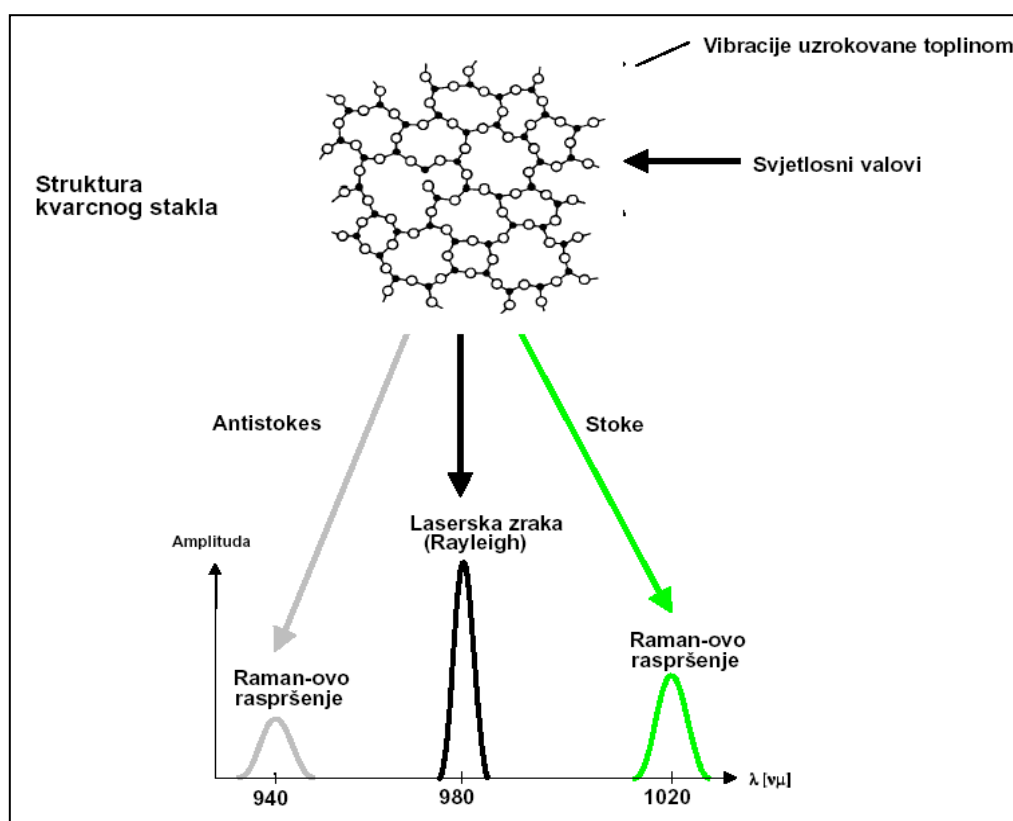 Vibracije uzrokovane toplinom
Svjetlosni valovi
Struktura
kvarcnog stakla
Antistokes
Stoke
Laserska zraka
(Rayleigh)
Amplituda
Raman-ovo
raspršenje
Raman-ovo
raspršenje
940
980
1020
λ [νμ]